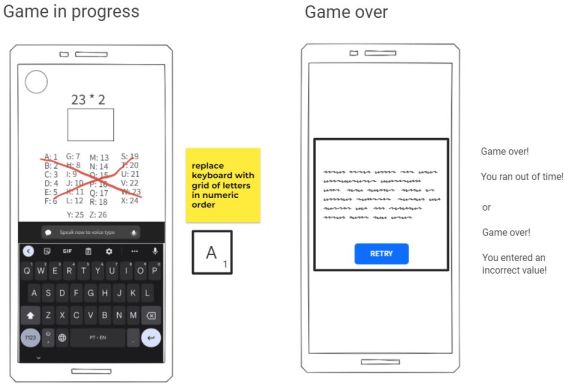 Game in progress
Game over
23 * 2
A: 1 G: 7 M: 13 S: 19
B: 2 H: 8 N: 14 T: 20
C: 3 I: 9 O: 15 U: 21
D: 4 J: 10 P: 16 V: 22
E: 5 K: 11 Q: 17 W: 23
F: 6 L: 12 R: 18 X: 24
Y: 25 Z: 26
replace
keyboard with
grid of letters
in numeric
order
A
1
Speak now to voice type
GIF
Q W E R T Y U I O P
A S D F G H J K L
Z X C V B N M
?123
PT • EN
.
RETRY
Game over!
You ran out of time!
or
Game over!
You entered an
incorrect value!